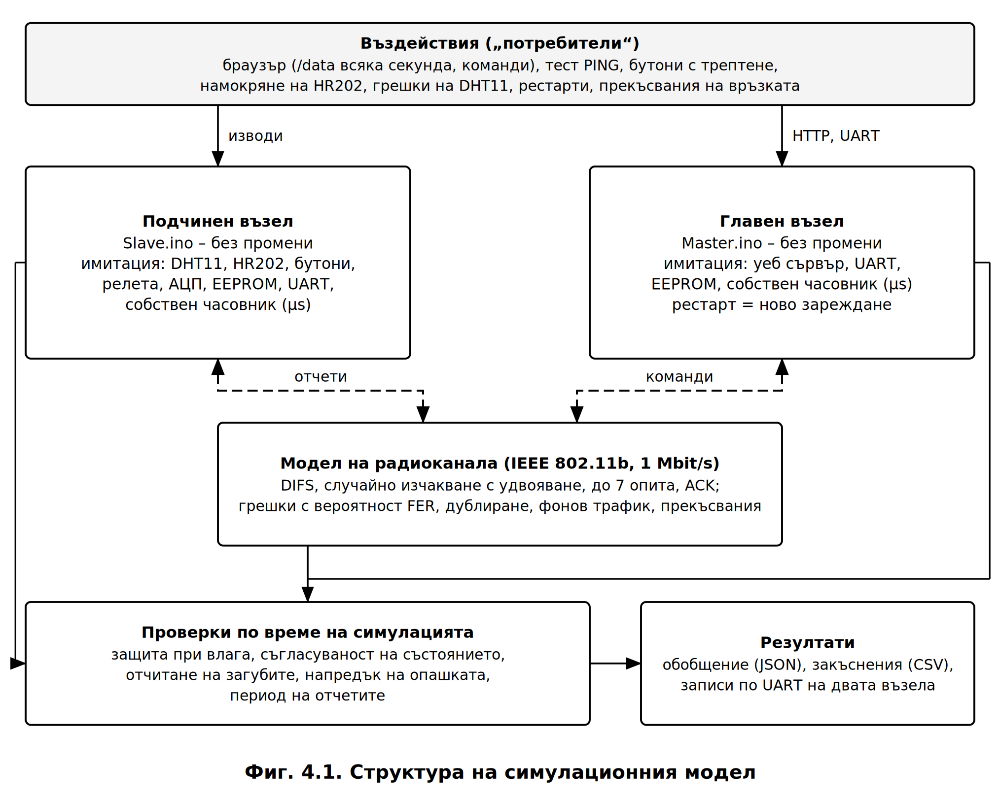 Въздействия („потребители“)
браузър (/data всяка секунда, команди), тест PING, бутони с трептене,
намокряне на HR202, грешки на DHT11, рестарти, прекъсвания на връзката
изводи
HTTP, UART
Подчинен възел
Slave.ino – без промени
имитация: DHT11, HR202, бутони,
релета, АЦП, EEPROM, UART,
собствен часовник (µs)
Главен възел
Master.ino – без промени
имитация: уеб сървър, UART,
EEPROM, собствен часовник (µs)
рестарт = ново зареждане
отчети
команди
Модел на радиоканала (IEEE 802.11b, 1 Mbit/s)
DIFS, случайно изчакване с удвояване, до 7 опита, ACK;
грешки с вероятност FER, дублиране, фонов трафик, прекъсвания
Проверки по време на симулацията
защита при влага, съгласуваност на състоянието,
отчитане на загубите, напредък на опашката,
период на отчетите
Резултати
обобщение (JSON), закъснения (CSV),
записи по UART на двата възела
Фиг. 4.1. Структура на симулационния модел